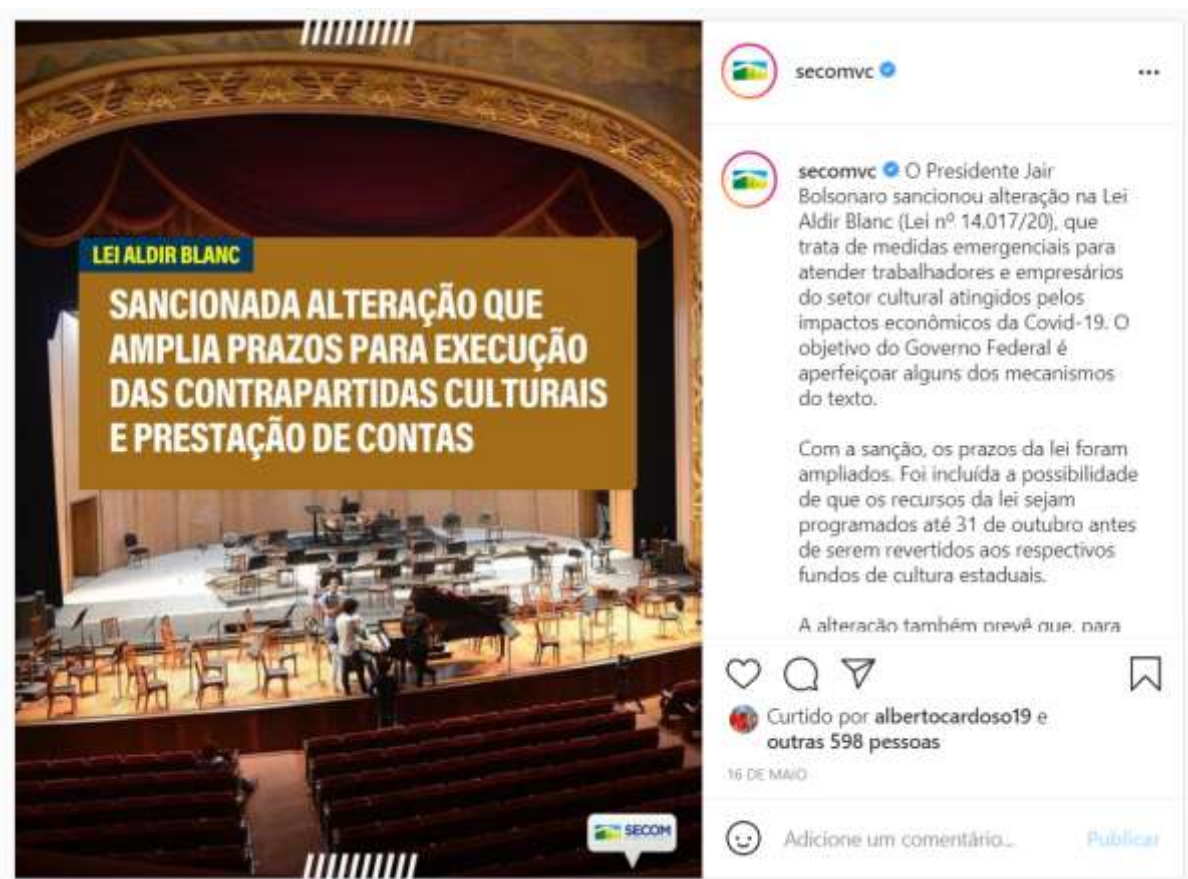 LEI ALDIR BLANC
SANCIONADA ALTERAÇÃO QUE
AMPLIA PRAZOS PARA EXECUÇÃO
DAS CONTRAPARTIDAS CULTURAIS
E PRESTAÇÃO DE CONTAS
SECOM
secomvc
secomvc O Presidente Jair
Bolsonaro sancionou alteração na Lei
Aldir Blanc (Lei nº 14.017/20), que
trata de medidas emergenciais para
atender trabalhadores e empresários
do setor cultural atingidos pelos
impactos econômicos da Covid-19. O
objetivo do Governo Federal é
aperfeiçoar alguns dos mecanismos
do texto.
Com a sanção, os prazos da lei foram
ampliados. Foi incluída a possibilidade
de que os recursos da lei sejam
programados até 31 de outubro antes
de serem revertidos aos respectivos
fundos de cultura estaduais.
A alteração também prevê que, para
Curtido por albertocardoso19 e
outras 598 pessoas
16 DE MAIO
Adicione um comentário...
Publicar